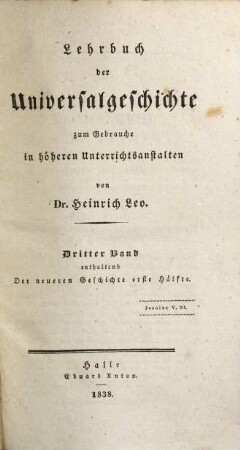 Lehrbuch
der
Universalgeschichte
zum Gebrauche
in höheren Unterrichtsanstalten
von
Dr. Heinrich Leo.
Dritter Band
enthaltend
Der neueren Geschichte erste Hälfte.
Halle
Eduard Anton.
1838.